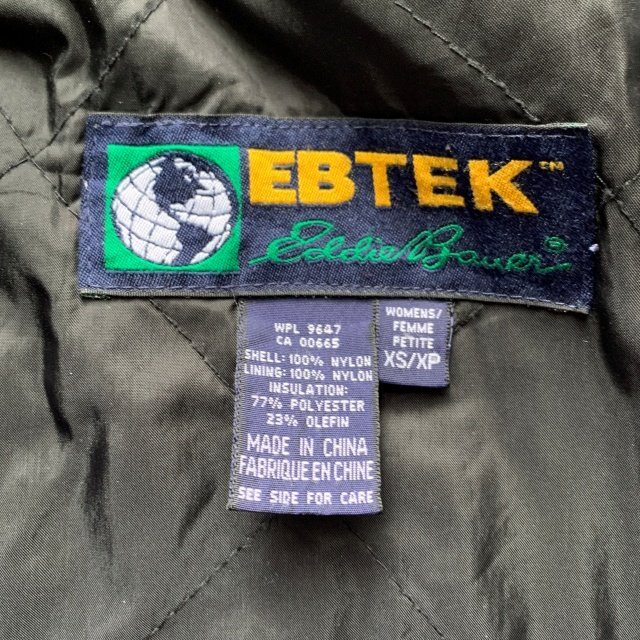 EBTEK™
Eddie Bauer®
WPL 9647
CA 00665
SHELL: 100% NYLON
LINING: 100% NYLON
INSULATION:
77% POLYESTER
23% OLEFIN
MADE IN CHINA
FABRIQUE EN CHINE
SEE SIDE FOR CARE
WOMENS/
FEMME
PETITE
XS/XP